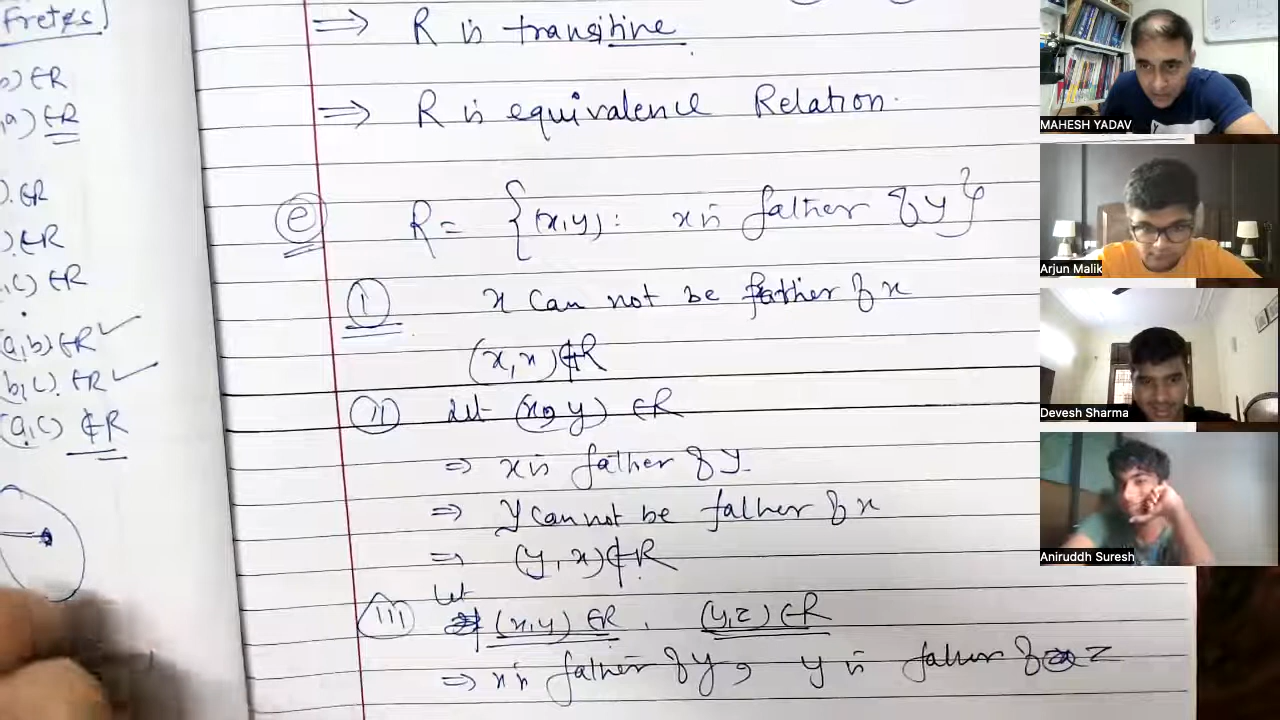 ⇒ R is transitive
⇒ R is equivalence Relation.
(e) R = {(x,y): x is father of y}
(i) x can not be father of x
(x,x)∉R
(ii) Let (x,y) ∈R
⇒ x is father of y
⇒ y can not be father of x
⇒ (y,x)∉R
(iii) Let (x,y) ∈R, (y,z) ∈R
⇒ x is father of y, y is father of z
∈R
,a) ∈R
). ∈R
). ∈R
,c) ∈R
(a,b) ∈R ✓
b,c). ∈R ✓
(a,c) ∉R
MAHESH YADAV
Arjun Malik
Devesh Sharma
Aniruddh Suresh